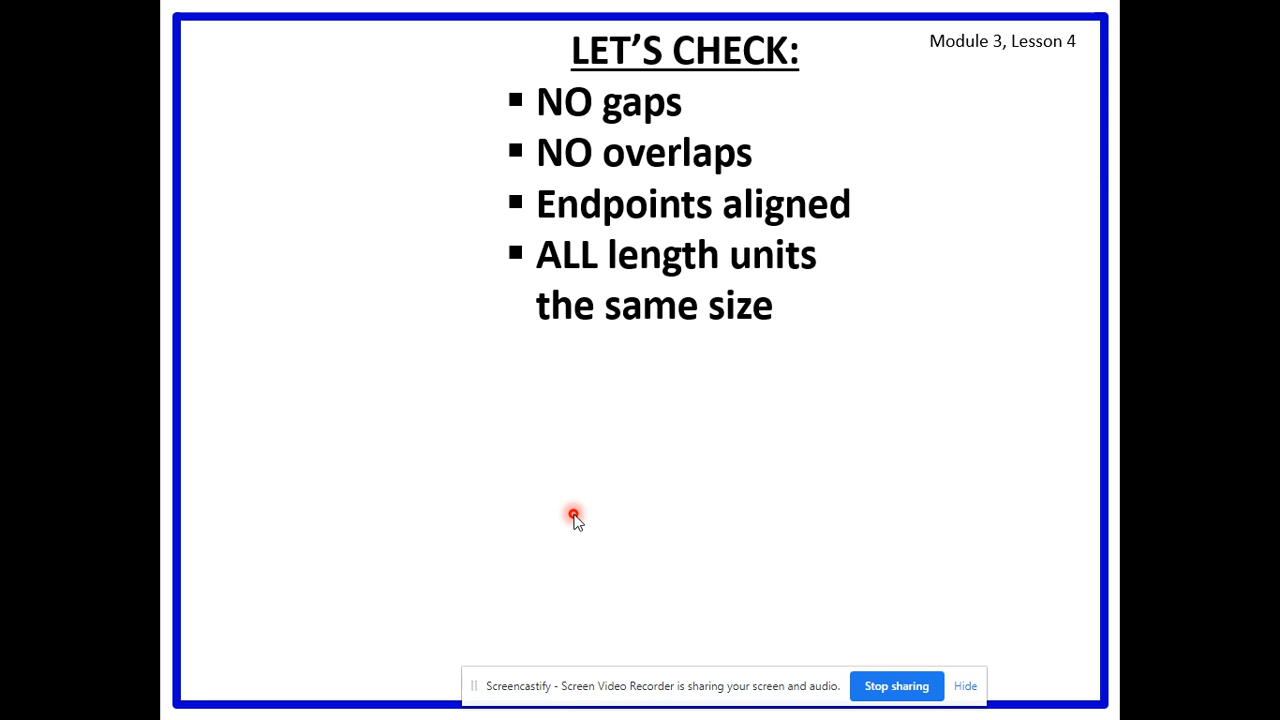 LET’S CHECK:
Module 3, Lesson 4
▪ NO gaps
▪ NO overlaps
▪ Endpoints aligned
▪ ALL length units
the same size
Screencastify - Screen Video Recorder is sharing your screen and audio.
Stop sharing
Hide